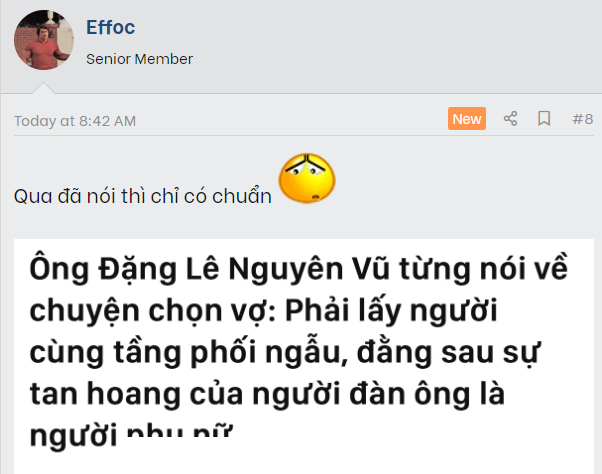 Effoc
Senior Member
Today at 8:42 AM
New
#8
Qua đã nói thì chỉ có chuẩn
Ông Đặng Lê Nguyên Vũ từng nói về
chuyện chọn vợ: Phải lấy người
cùng tầng phối ngẫu, đằng sau sự
tan hoang của người đàn ông là
người phụ nữ